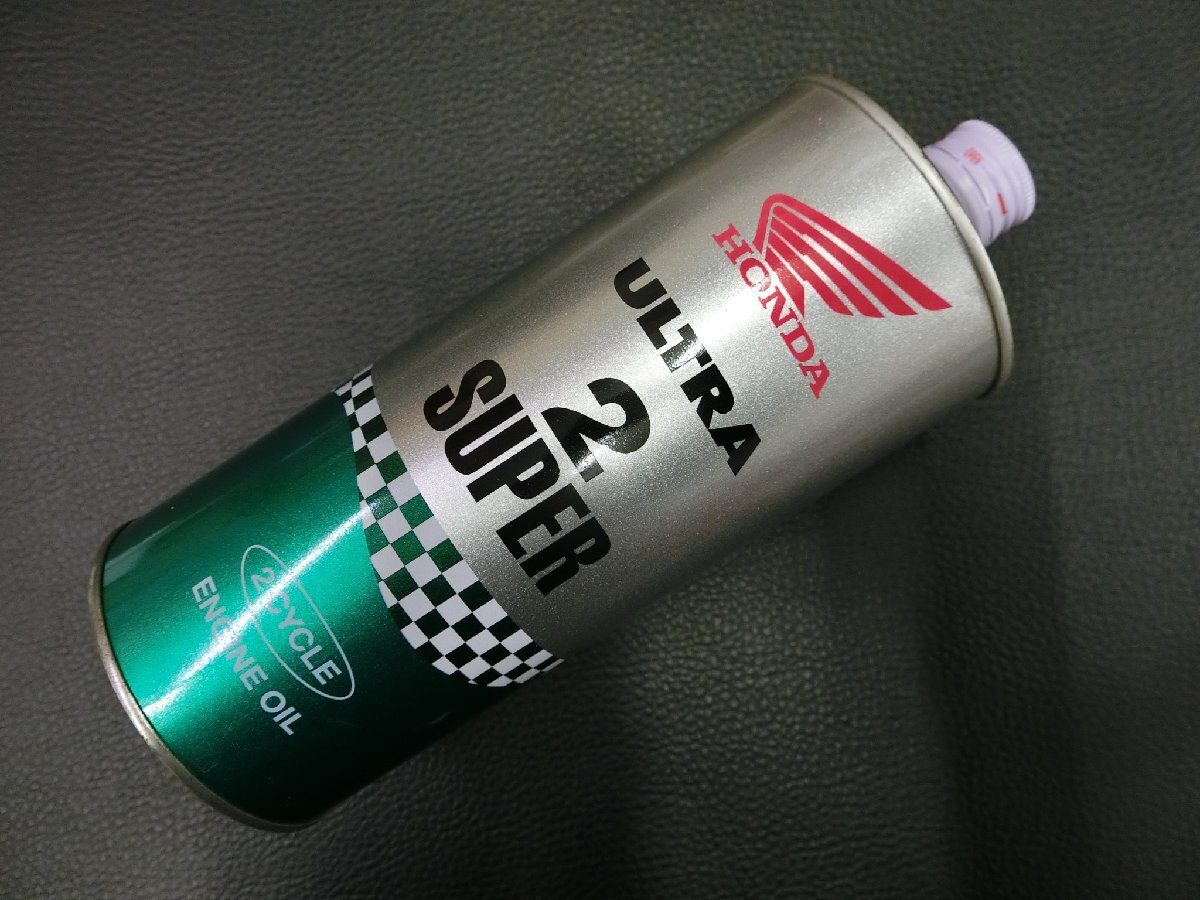 HONDA
ULTRA
2
SUPER
2CYCLE
ENGINE OIL